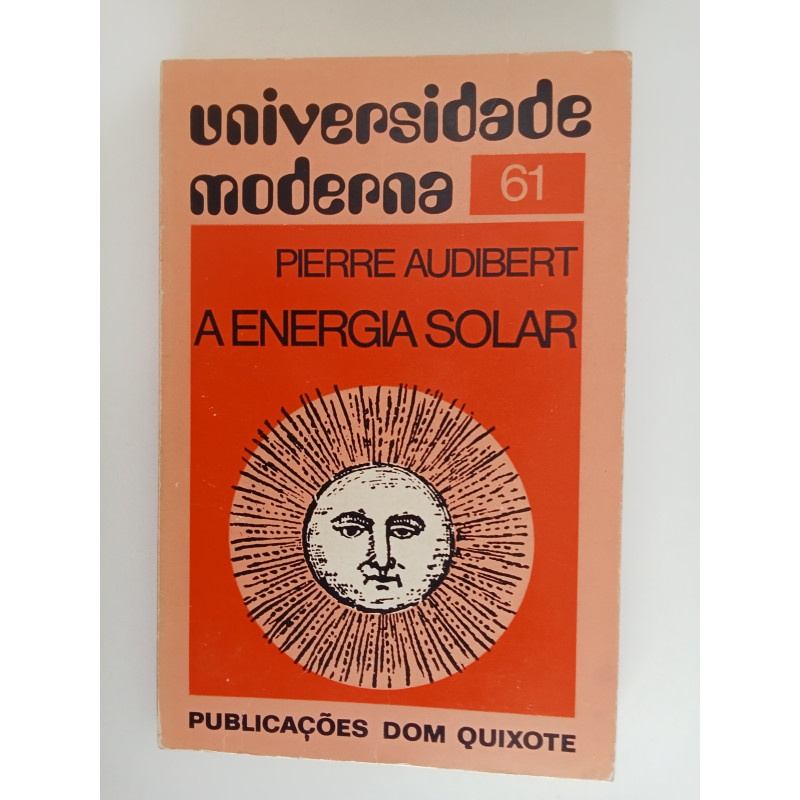 universidade
moderna 61
PIERRE AUDIBERT
A ENERGIA SOLAR
PUBLICAÇÕES DOM QUIXOTE